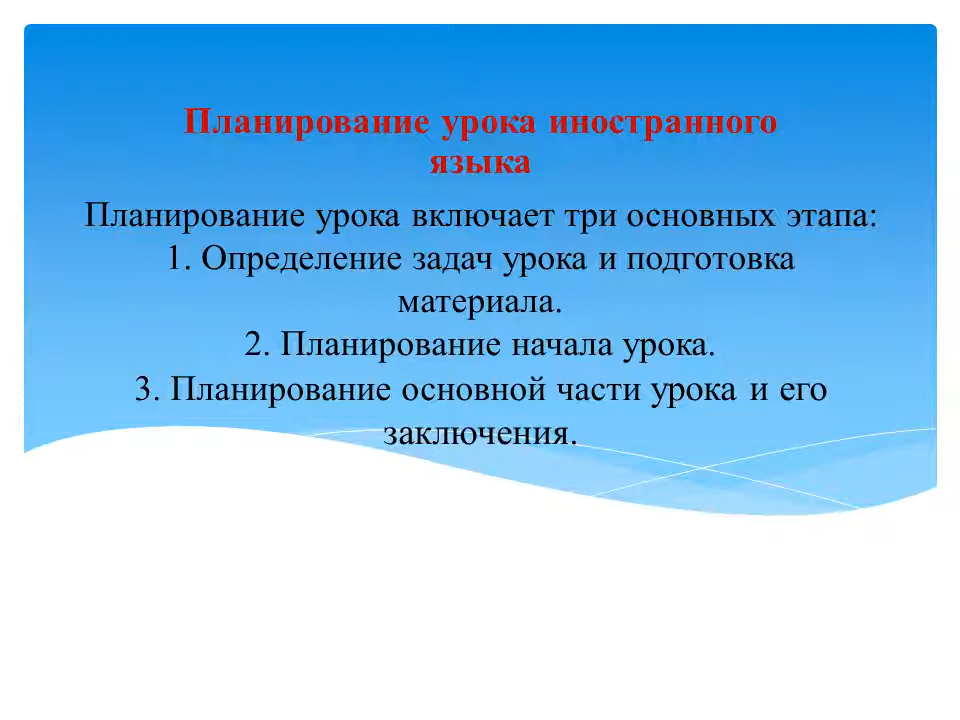 Планирование урока иностранного
языка
Планирование урока включает три основных этапа:
1. Определение задач урока и подготовка
материала.
2. Планирование начала урока.
3. Планирование основной части урока и его
заключения.